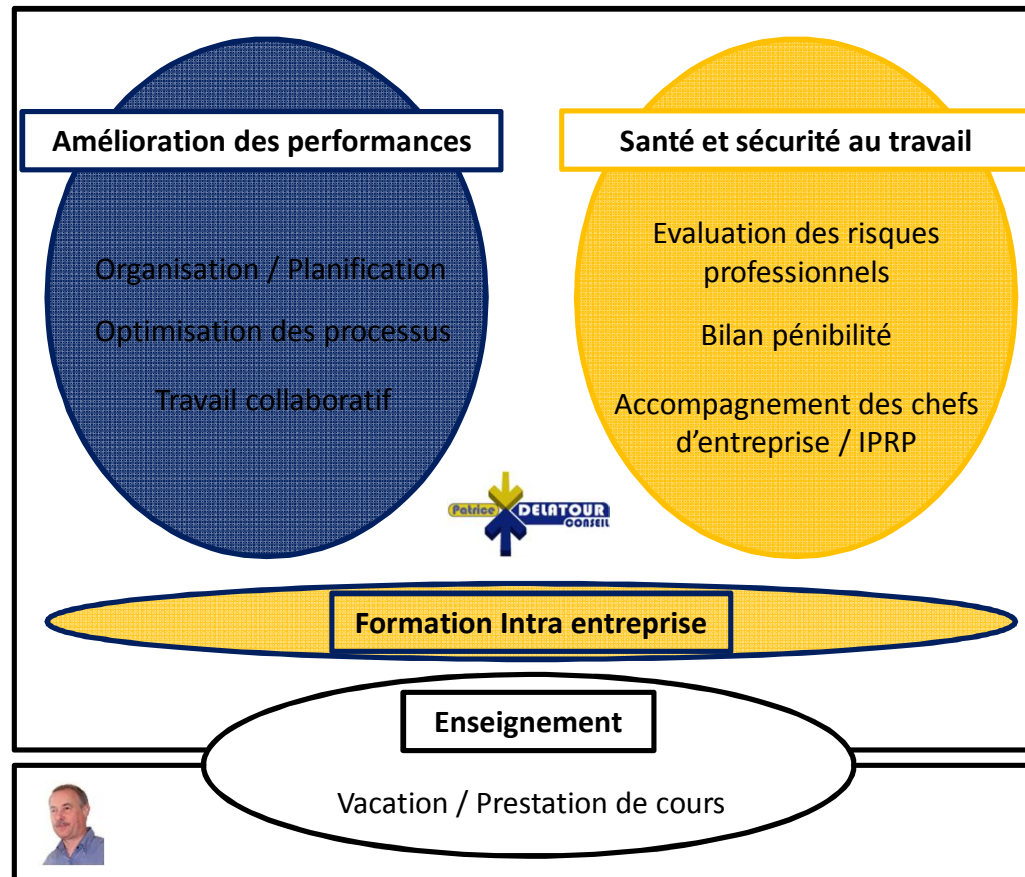 Amélioration des performances
Organisation / Planification
Optimisation des processus
Travail collaboratif
Santé et sécurité au travail
Evaluation des risques
professionnels
Bilan pénibilité
Accompagnement des chefs
d'entreprise / IPRP
Patrice DELATOUR
CONSEIL
Formation Intra entreprise
Enseignement
Vacation / Prestation de cours